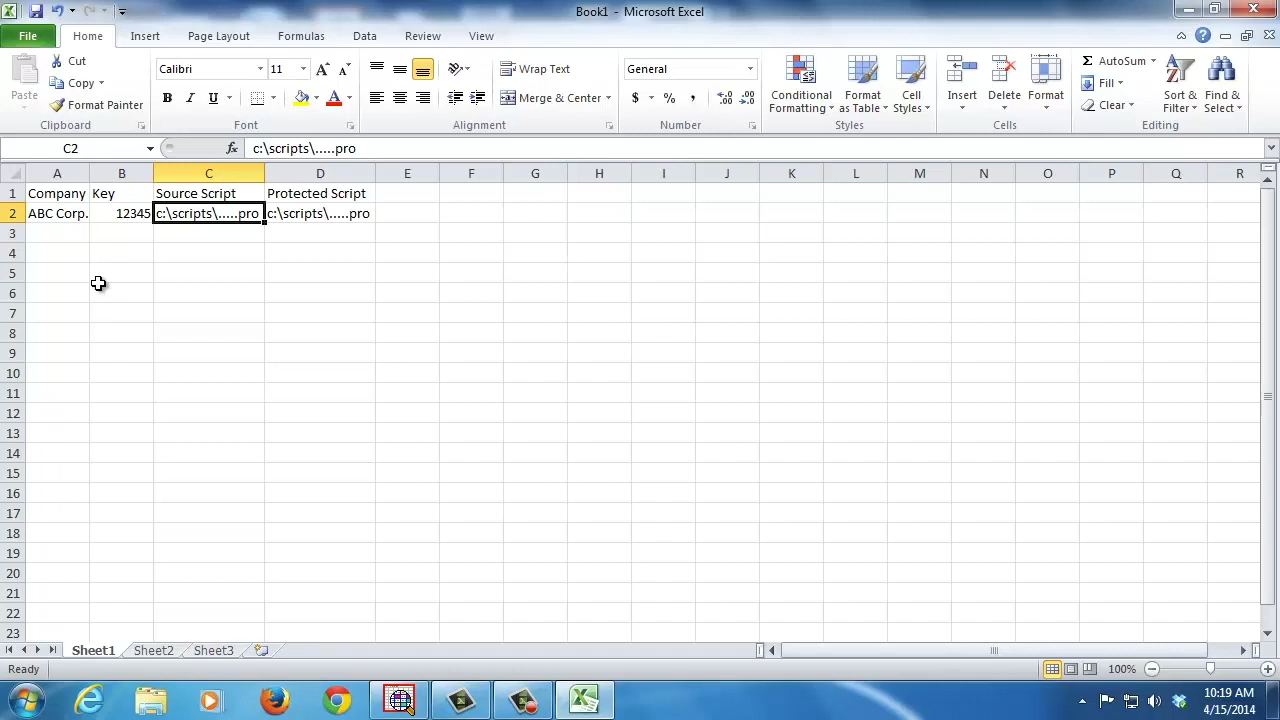 Book1 - Microsoft Excel
File Home Insert Page Layout Formulas Data Review View
Paste
Cut
Copy
Format Painter
Clipboard
Calibri 11
A A
B I U
A
Font
Wrap Text
Merge & Center
Alignment
General
$ % ,
Number
Conditional Formatting
Format as Table
Cell Styles
Styles
Insert Delete Format
Cells
Σ AutoSum
Fill
Clear
Sort & Filter
Find & Select
Editing
C2 fx c:\scripts\.....pro
A B C D E F G H I J K L M N O P Q R
1 Company Key Source Script Protected Script
2 ABC Corp. 12345 c:\scripts\.....pro c:\scripts\.....pro
3
4
5
6
7
8
9
10
11
12
13
14
15
16
17
18
19
20
21
22
23
Sheet1 Sheet2 Sheet3
Ready 100%
10:19 AM
4/15/2014